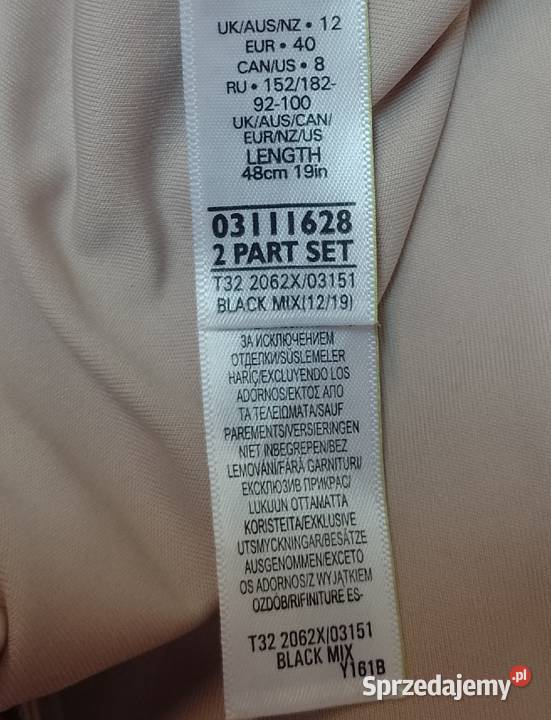 UK/AUS/NZ • 12
EUR • 40
CAN/US • 8
RU • 152/182-
92-100
UK/AUS/CAN/
EUR/NZ/US
LENGTH
48cm 19in
03111628
2 PART SET
T32 2062X/03151
BLACK MIX(12/19)
ЗА ИСКЛЮЧЕНИЕМ
ОТДЕЛКИ/SÜSLEMELER
HARİÇ/EXCLUYENDO LOS
ADORNOS/ΕΚΤΟΣ ΑΠΟ
ΤΑ ΤΕΛΕΙΩΜΑΤΑ/SAUF
PAREMENTS/VERSIERINGEN
NIET INBEGREPEN/BEZ
LEMOVÁNÍ/FĂRĂ GARNITURI/
ЕКСКЛЮЗИВ ПРИКРАС/
LUKUUN OTTAMATTA
KORISTEITA/EXKLUSIVE
UTSMYCKNINGAR/BESÄTZE
AUSGENOMMEN/EXCETO
OS ADORNOS/Z WYJĄTKIEM
OZDÓB/RIFINITURE ES-
T32 2062X/03151
BLACK MIX
Y161B
Sprzedajemy.pl